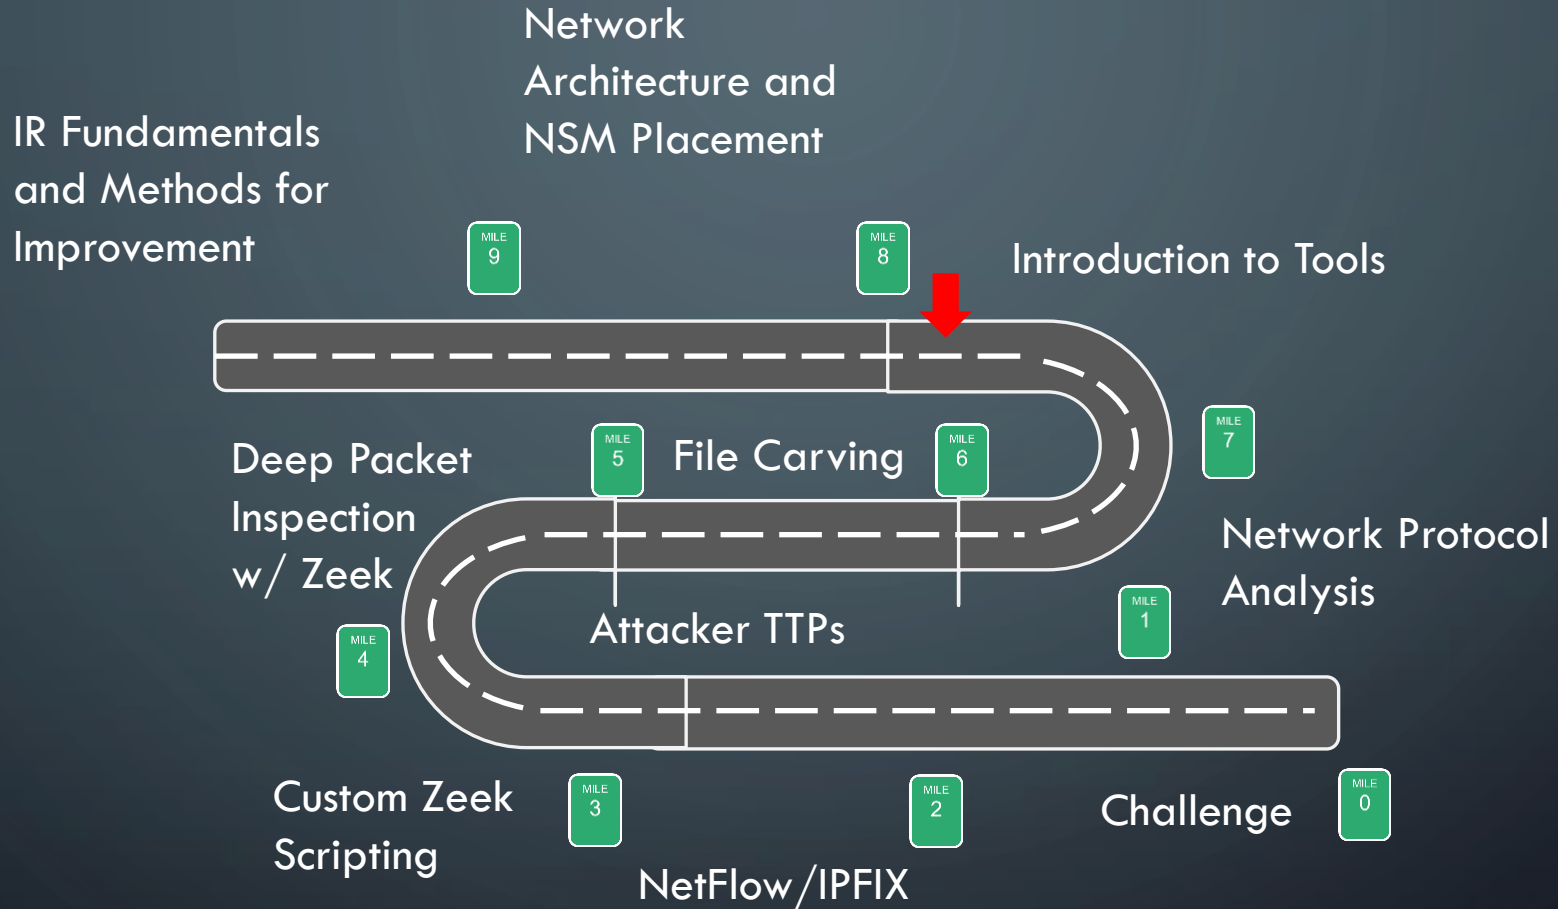 Network
Architecture and
NSM Placement
IR Fundamentals
and Methods for
Improvement
MILE
9
MILE
8
Introduction to Tools
MILE
7
Network Protocol
Analysis
MILE
6
File Carving
MILE
5
Attacker TTPs
Deep Packet
Inspection
w/ Zeek
MILE
4
Custom Zeek
Scripting
MILE
3
NetFlow/IPFIX
MILE
2
MILE
1
Challenge
MILE
0